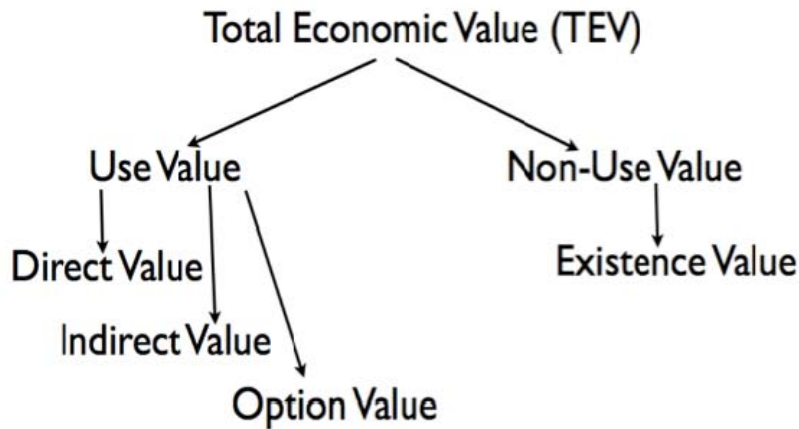 Total Economic Value (TEV)
Use Value
Non-Use Value
Direct Value
Existence Value
Indirect Value
Option Value